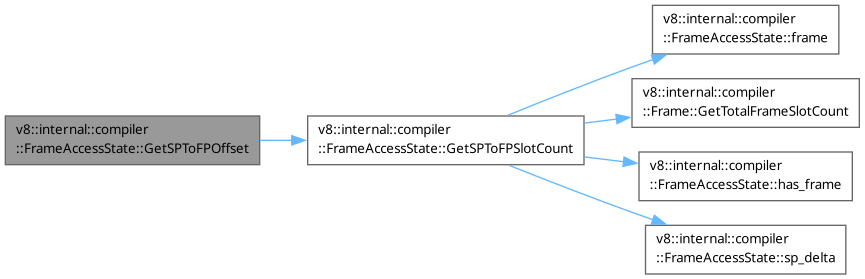 v8::internal::compiler
::FrameAccessState::GetSPToFPOffset
v8::internal::compiler
::FrameAccessState::GetSPToFPSlotCount
v8::internal::compiler
::FrameAccessState::frame
v8::internal::compiler
::Frame::GetTotalFrameSlotCount
v8::internal::compiler
::FrameAccessState::has_frame
v8::internal::compiler
::FrameAccessState::sp_delta